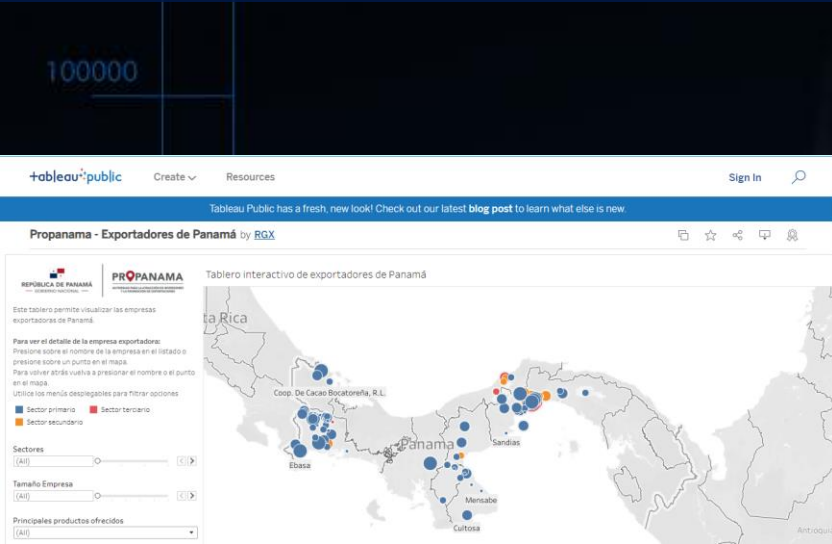 100000
+ableau public
Create
Resources
Sign In
Tableau Public has a fresh, new look! Check out our latest blog post to learn what else is new.
Propanama - Exportadores de Panamá by RGX
REPÚBLICA DE PANAMÁ
— GOBIERNO NACIONAL —
PROPANAMA
Tablero interactivo de exportadores de Panamá
Este tablero permite visualizar las empresas
exportadoras de Panamá.
Para ver el detalle de la empresa exportadora:
Presione sobre el nombre de la empresa en el listado o
presione sobre un punto en el mapa.
Para volver atrás vuelva a presionar el nombre o el punto
en el mapa.
Utilice los menús desplegables para filtrar opciones
Sector primario
Sector terciario
Sector secundario
Sectores
(All)
Tamaño Empresa
(All)
Principales productos ofrecidos
(All)
ta Rica
Coop. De Cacao Bocatoreña, R.L.
Panama
Sandias
Ebasa
Mensabe
Cultosa
Antioquia